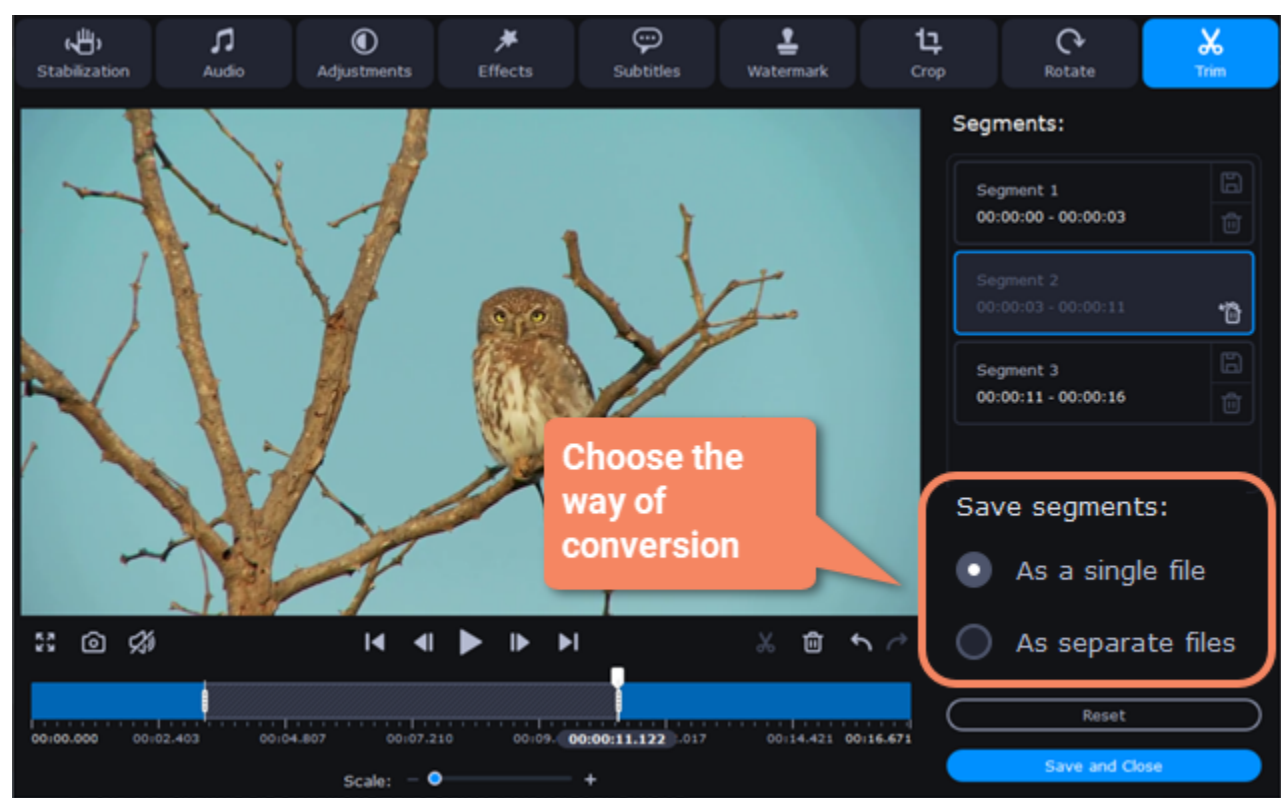 Stabilization
Audio
Adjustments
Effects
Subtitles
Watermark
Crop
Rotate
Trim
Segments:
Segment 1
00:00:00 - 00:00:03
Segment 2
00:00:03 - 00:00:11
Segment 3
00:00:11 - 00:00:16
Choose the
way of
conversion
Save segments:
As a single file
As separate files
00:00.000 00:02.403 00:04.807 00:07.210 00:09. 00:00:11.122 .017 00:14.421 00:16.671
Scale: - +
Reset
Save and Close